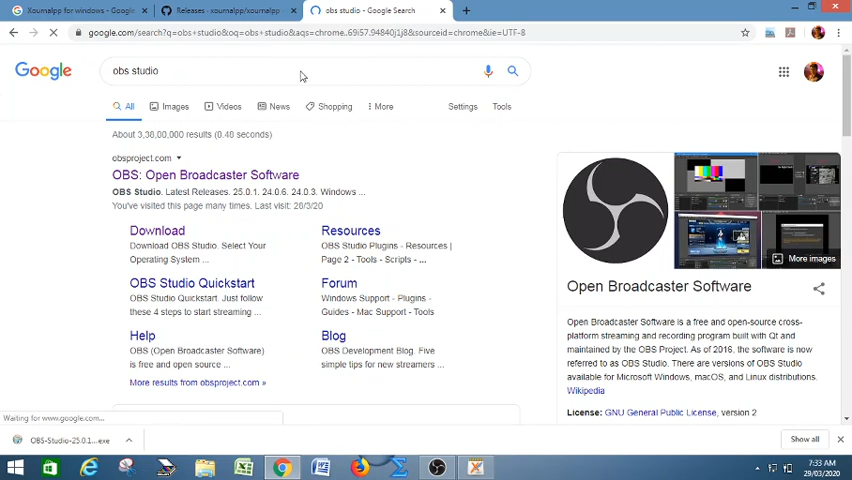 Xournalpp for windows - Google
Releases · xournalpp/xournalpp
obs studio - Google Search
google.com/search?q=obs+studio&oq=obs+studio&aqs=chrome..69i57.94840j1j8&sourceid=chrome&ie=UTF-8
Google
obs studio
All
Images
Videos
News
Shopping
More
Settings
Tools
About 3,38,00,000 results (0.48 seconds)
obsproject.com
OBS: Open Broadcaster Software
OBS Studio. Latest Releases. 25.0.1. 24.0.6. 24.0.3. Windows ...
You've visited this page many times. Last visit: 28/3/20
Download
Download OBS Studio. Select Your
Operating System ...
Resources
OBS Studio Plugins - Resources |
Page 2 - Tools - Scripts - ...
OBS Studio Quickstart
OBS Studio Quickstart. Just follow
these 4 steps to start streaming ...
Forum
Windows Support - Plugins -
Guides - Mac Support - Tools
Help
OBS (Open Broadcaster Software)
is free and open source ...
Blog
OBS Development Blog. Five
simple tips for new streamers ...
More results from obsproject.com »
More images
Open Broadcaster Software
Open Broadcaster Software is a free and open-source cross-
platform streaming and recording program built with Qt and
maintained by the OBS Project. As of 2016, the software is now
referred to as OBS Studio. There are versions of OBS Studio
available for Microsoft Windows, macOS, and Linux distributions.
Wikipedia
License: GNU General Public License, version 2
Waiting for www.google.com...
OBS-Studio-25.0.1....exe
Show all
7:33 AM
29/03/2020